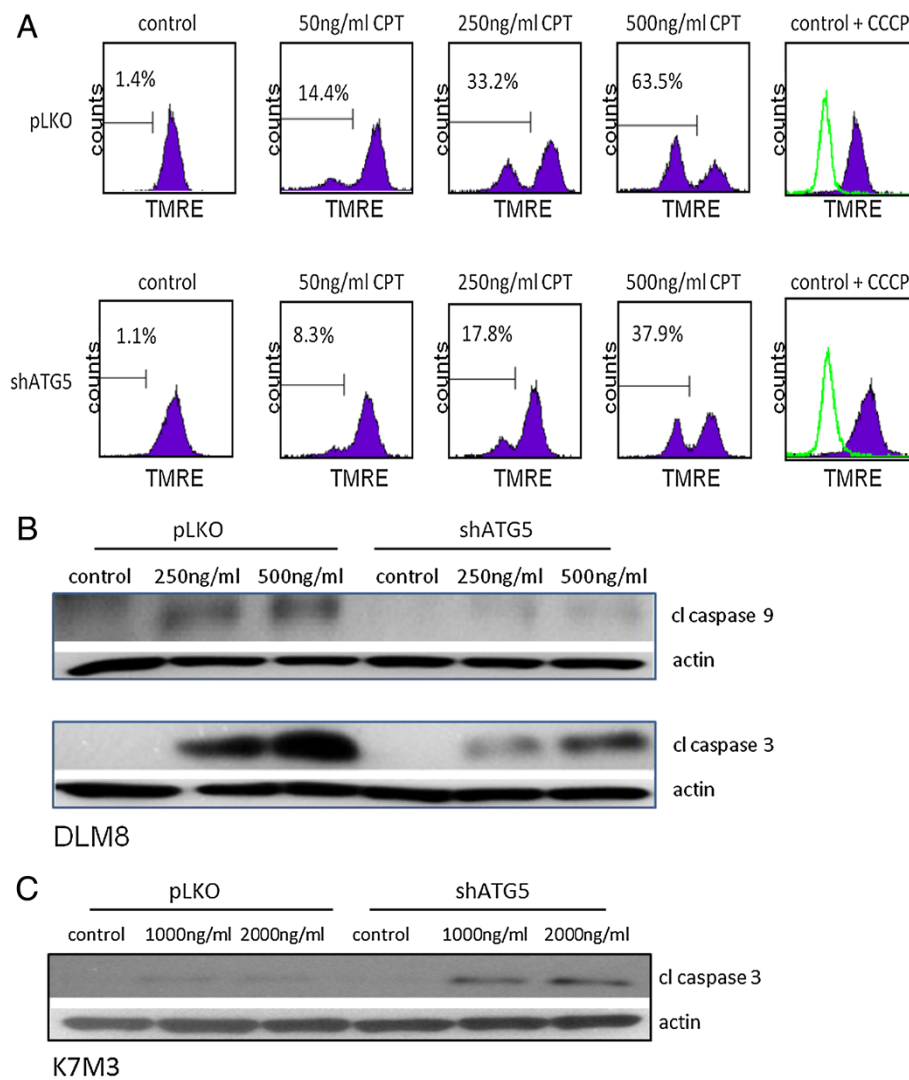 A
control 50ng/ml CPT 250ng/ml CPT 500ng/ml CPT control + CCCP
pLKO
counts 1.4% counts 14.4% counts 33.2% counts 63.5% counts
TMRE TMRE TMRE TMRE TMRE
control 50ng/ml CPT 250ng/ml CPT 500ng/ml CPT control + CCCP
shATG5
counts 1.1% counts 8.3% counts 17.8% counts 37.9% counts
TMRE TMRE TMRE TMRE TMRE
B
pLKO shATG5
control 250ng/ml 500ng/ml control 250ng/ml 500ng/ml
cl caspase 9
actin
cl caspase 3
actin
DLM8
C
pLKO shATG5
control 1000ng/ml 2000ng/ml control 1000ng/ml 2000ng/ml
cl caspase 3
actin
K7M3